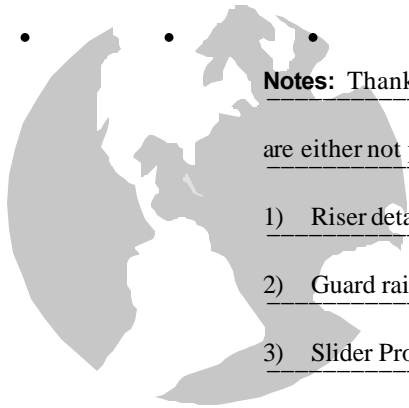 • • •
Notes: Thank
are either not
1) Riser deta
2) Guard rai
3) Slider Pro